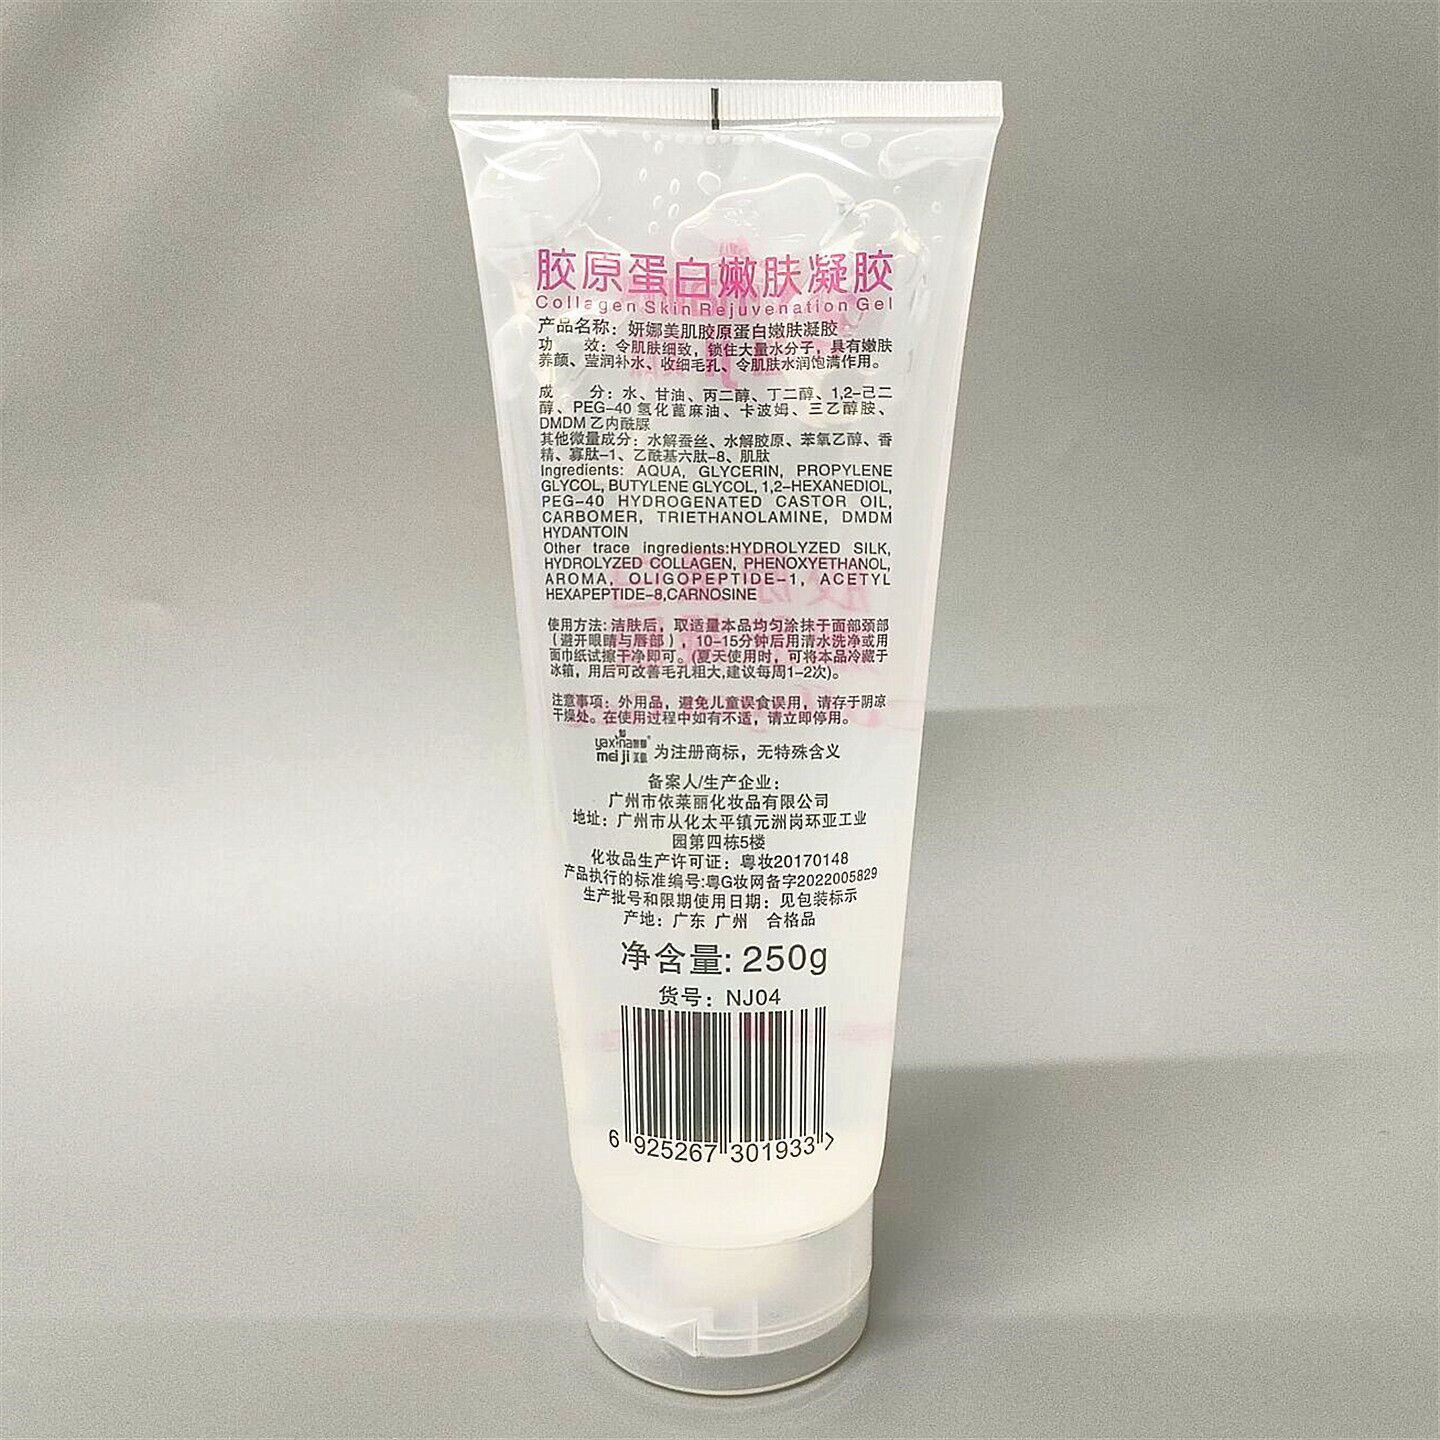 胶原蛋白嫩肤凝胶
Collagen Skin Rejuvenation Gel
产品名称：妍娜美肌胶原蛋白嫩肤凝胶
功 效：令肌肤细致，锁住大量水分子，具有嫩肤
养颜、莹润补水、收细毛孔、令肌肤水润饱满作用。
成 分：水、甘油、丙二醇、丁二醇、1,2-己二
醇、PEG-40 氢化蓖麻油、卡波姆、三乙醇胺、
DMDM 乙内酰脲
其他微量成分：水解蚕丝、水解胶原、苯氧乙醇、香
精、寡肽-1、乙酰基六肽-8、肌肽
Ingredients: AQUA, GLYCERIN, PROPYLENE
GLYCOL, BUTYLENE GLYCOL, 1,2-HEXANEDIOL,
PEG-40 HYDROGENATED CASTOR OIL,
CARBOMER, TRIETHANOLAMINE, DMDM
HYDANTOIN
Other trace ingredients:HYDROLYZED SILK,
HYDROLYZED COLLAGEN, PHENOXYETHANOL,
AROMA, OLIGOPEPTIDE-1, ACETYL
HEXAPEPTIDE-8,CARNOSINE
使用方法: 洁肤后，取适量本品均匀涂抹于面部颈部
（避开眼睛与唇部），10-15分钟后用清水洗净或用
面巾纸试擦干净即可。(夏天使用时，可将本品冷藏于
冰箱，用后可改善毛孔粗大,建议每周1-2次)。
注意事项：外用品，避免儿童误食误用，请存于阴凉
干燥处。在使用过程中如有不适，请立即停用。
yaxina
mei ji 美肌 为注册商标，无特殊含义
备案人/生产企业：
广州市依莱丽化妆品有限公司
地址：广州市从化太平镇元洲岗环亚工业
园第四栋5楼
化妆品生产许可证：粤妆20170148
产品执行的标准编号:粤G妆网备字2022005829
生产批号和限期使用日期：见包装标示
产地：广东 广州 合格品
净含量: 250g
货号：NJ04
6 925267 301933 >